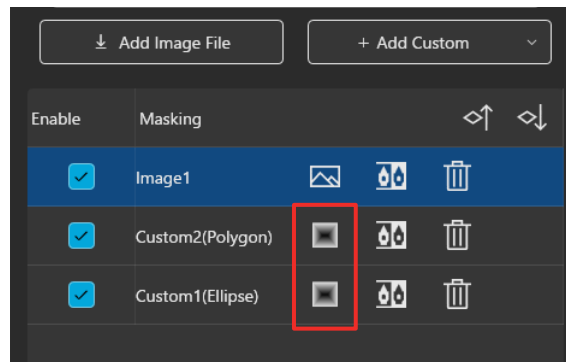 Add Image File
+ Add Custom
Enable Masking
Image1
Custom2(Polygon)
Custom1(Ellipse)